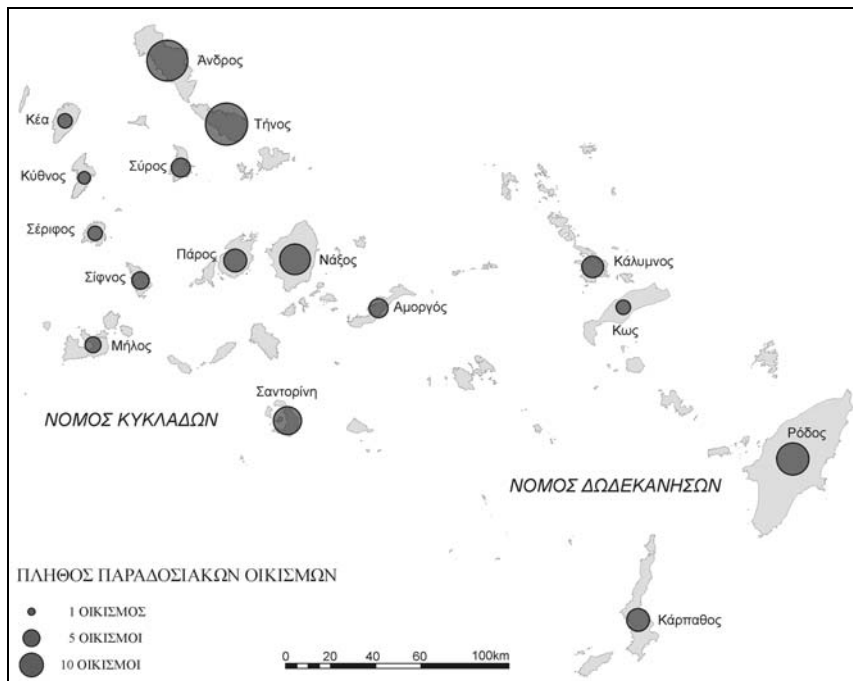 Άνδρος
Κέα
Τήνος
Σύρος
Κύθνος
Σέριφος
Πάρος
Νάξος
Κάλυμνος
Σίφνος
Αμοργός
Κως
Μήλος
Σαντορίνη
ΝΟΜΟΣ ΚΥΚΛΑΔΩΝ
Ρόδος
ΝΟΜΟΣ ΔΩΔΕΚΑΝΗΣΩΝ
ΠΛΗΘΟΣ ΠΑΡΑΔΟΣΙΑΚΩΝ ΟΙΚΙΣΜΩΝ
1 ΟΙΚΙΣΜΟΣ
5 ΟΙΚΙΣΜΟΙ
10 ΟΙΚΙΣΜΟΙ
Κάρπαθος
0 20 40 60 100km